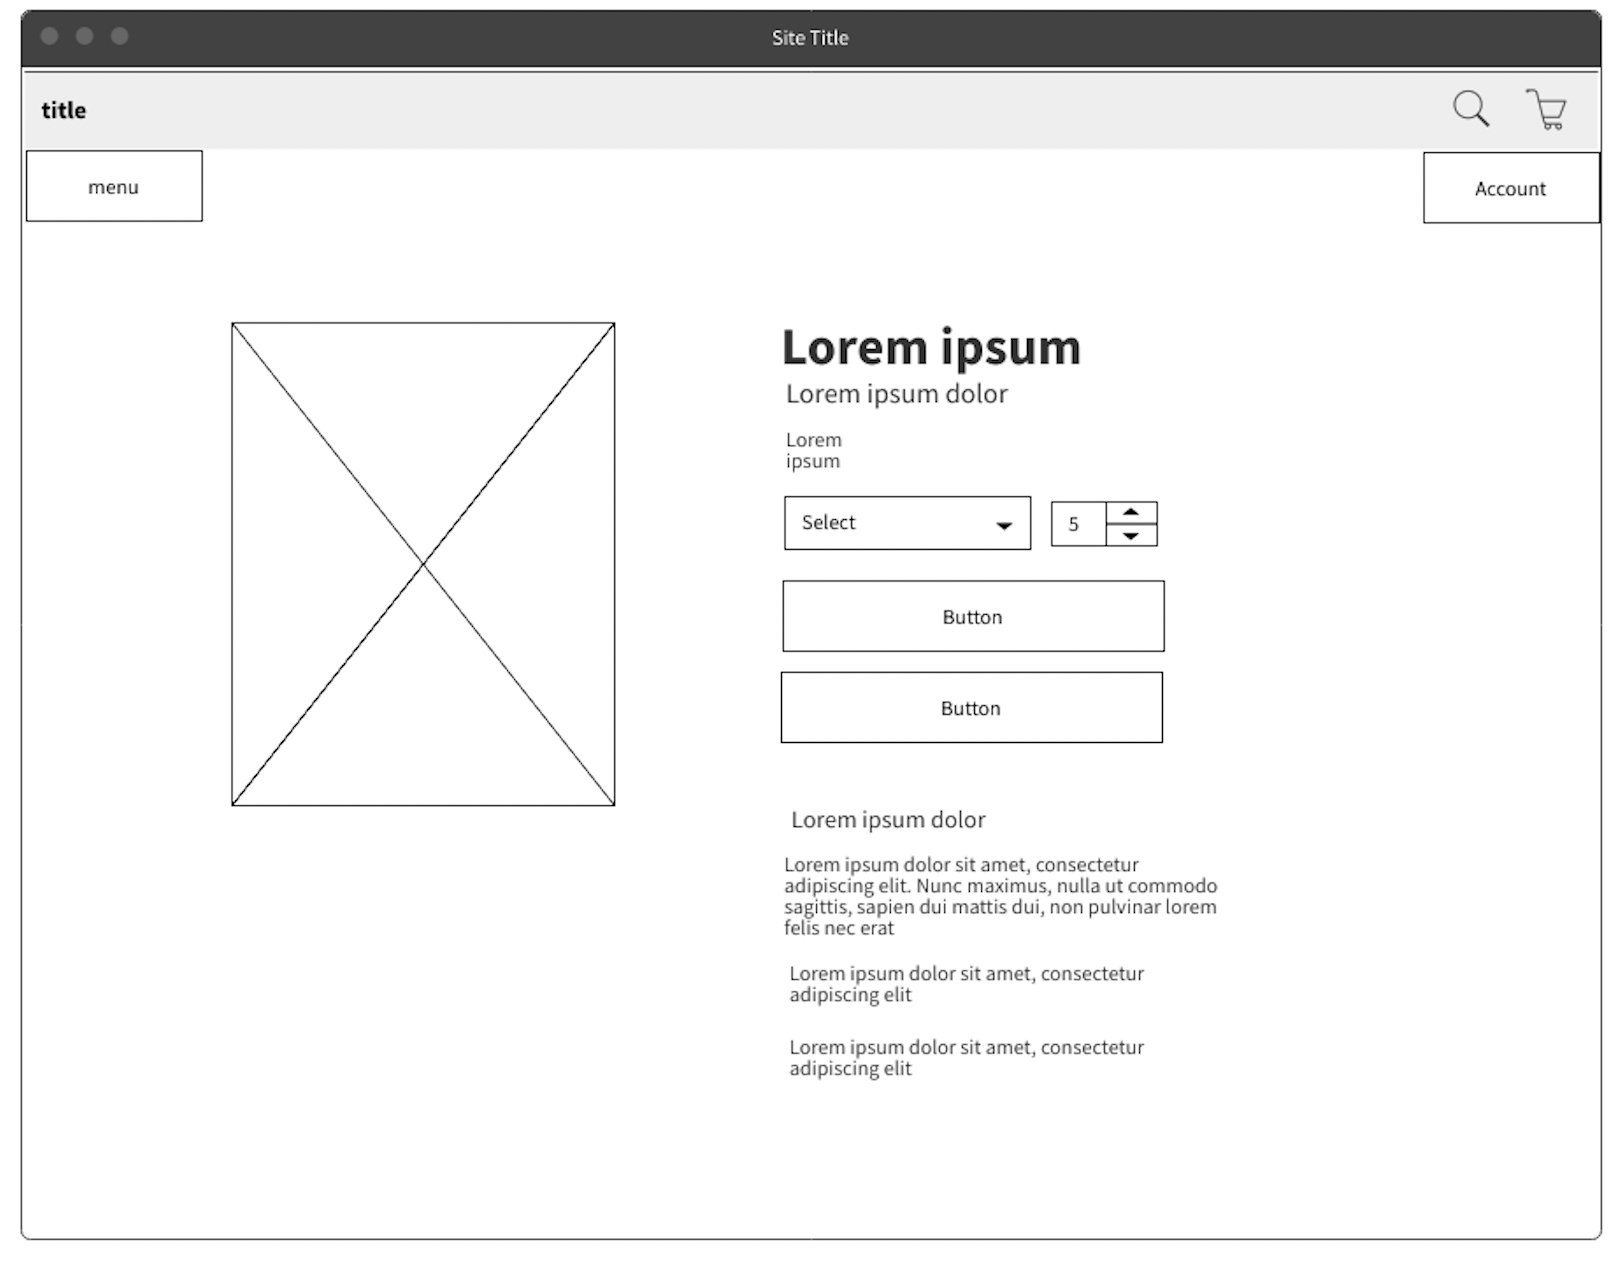 Site Title
title
menu
Account
Lorem ipsum
Lorem ipsum dolor
Lorem
ipsum
Select
5
Button
Button
Lorem ipsum dolor
Lorem ipsum dolor sit amet, consectetur
adipiscing elit. Nunc maximus, nulla ut commodo
sagittis, sapien dui mattis dui, non pulvinar lorem
felis nec erat
Lorem ipsum dolor sit amet, consectetur
adipiscing elit
Lorem ipsum dolor sit amet, consectetur
adipiscing elit